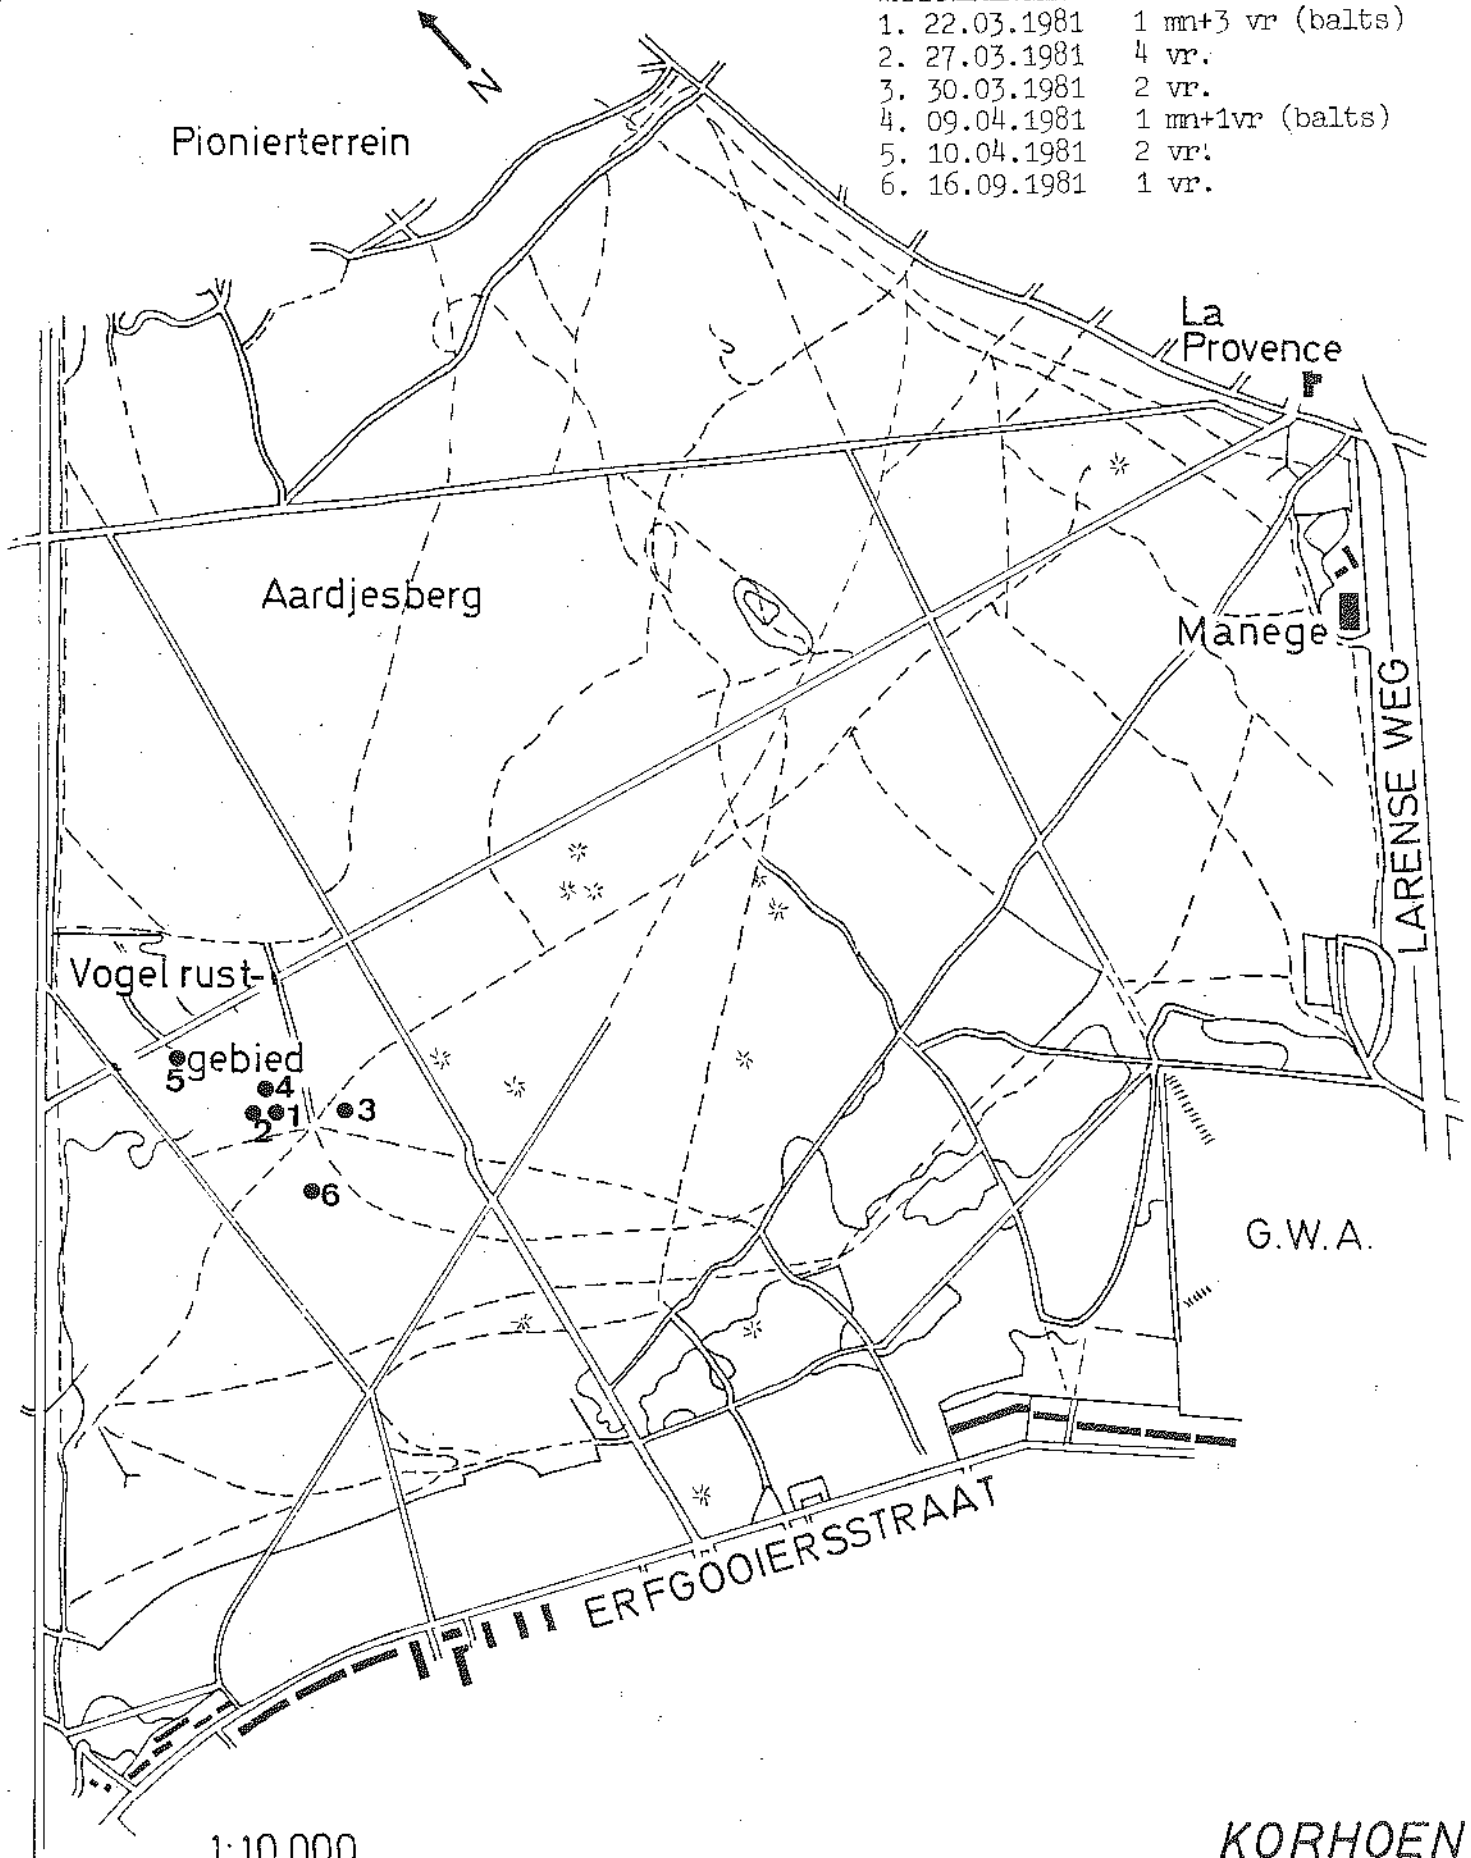 1. 22.03.1981 1 mn+3 vr (balts)
2. 27.03.1981 4 vr.
3. 30.03.1981 2 vr.
4. 09.04.1981 1 mn+1vr (balts)
5. 10.04.1981 2 vr.
6. 16.09.1981 1 vr.
N
Pionierterrein
La
Provence
Aardjesberg
Manege
LARENSE WEG
Vogelrust-
gebied
5
4
2
1
3
6
G.W.A.
ERFGOOIERSSTRAAT
1:10.000
KORHOEN